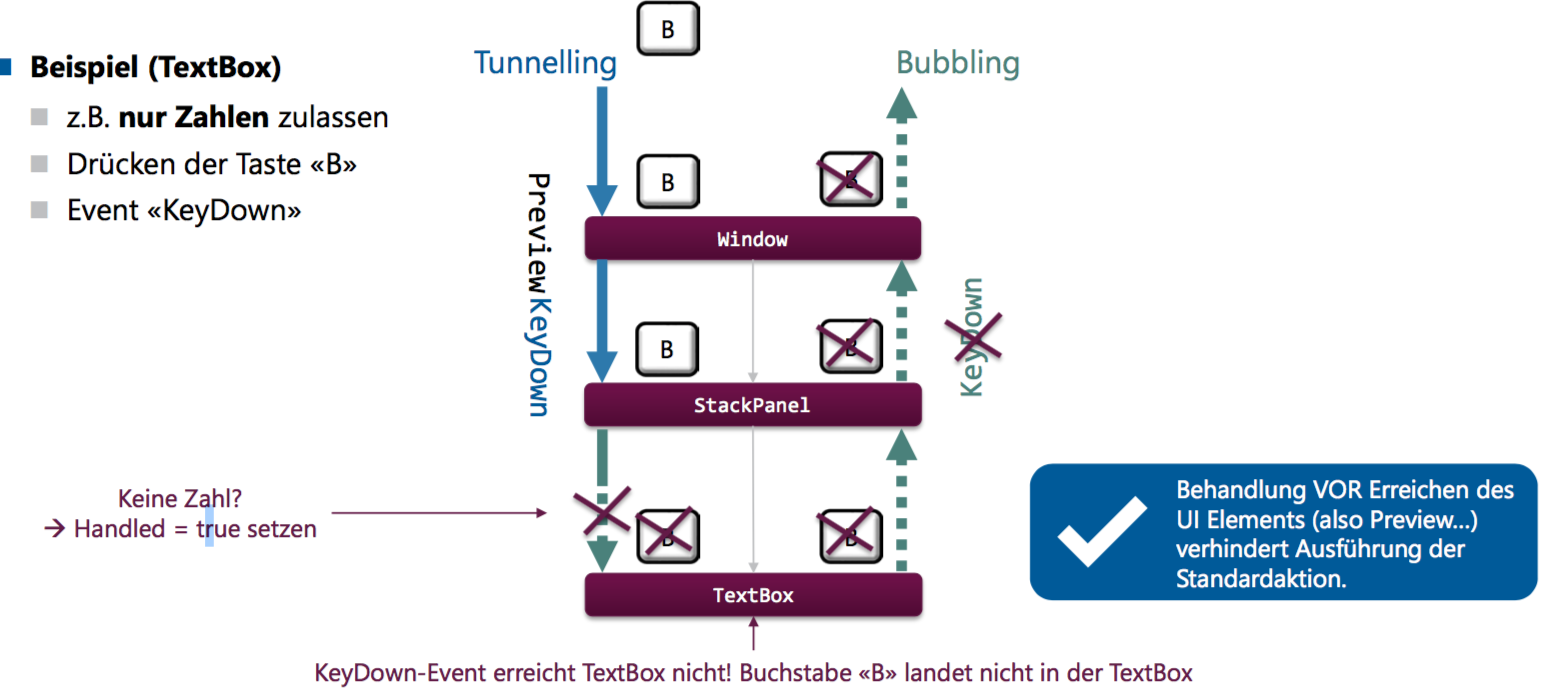 Beispiel (TextBox)
z.B. nur Zahlen zulassen
Drücken der Taste «B»
Event «KeyDown»
B
Tunnelling
Bubbling
PreviewKeyDown
B
B
Window
KeyDown
B
B
StackPanel
Keine Zahl?
→ Handled = true setzen
B
B
TextBox
Behandlung VOR Erreichen des
UI Elements (also Preview…)
verhindert Ausführung der
Standardaktion.
KeyDown-Event erreicht TextBox nicht! Buchstabe «B» landet nicht in der TextBox